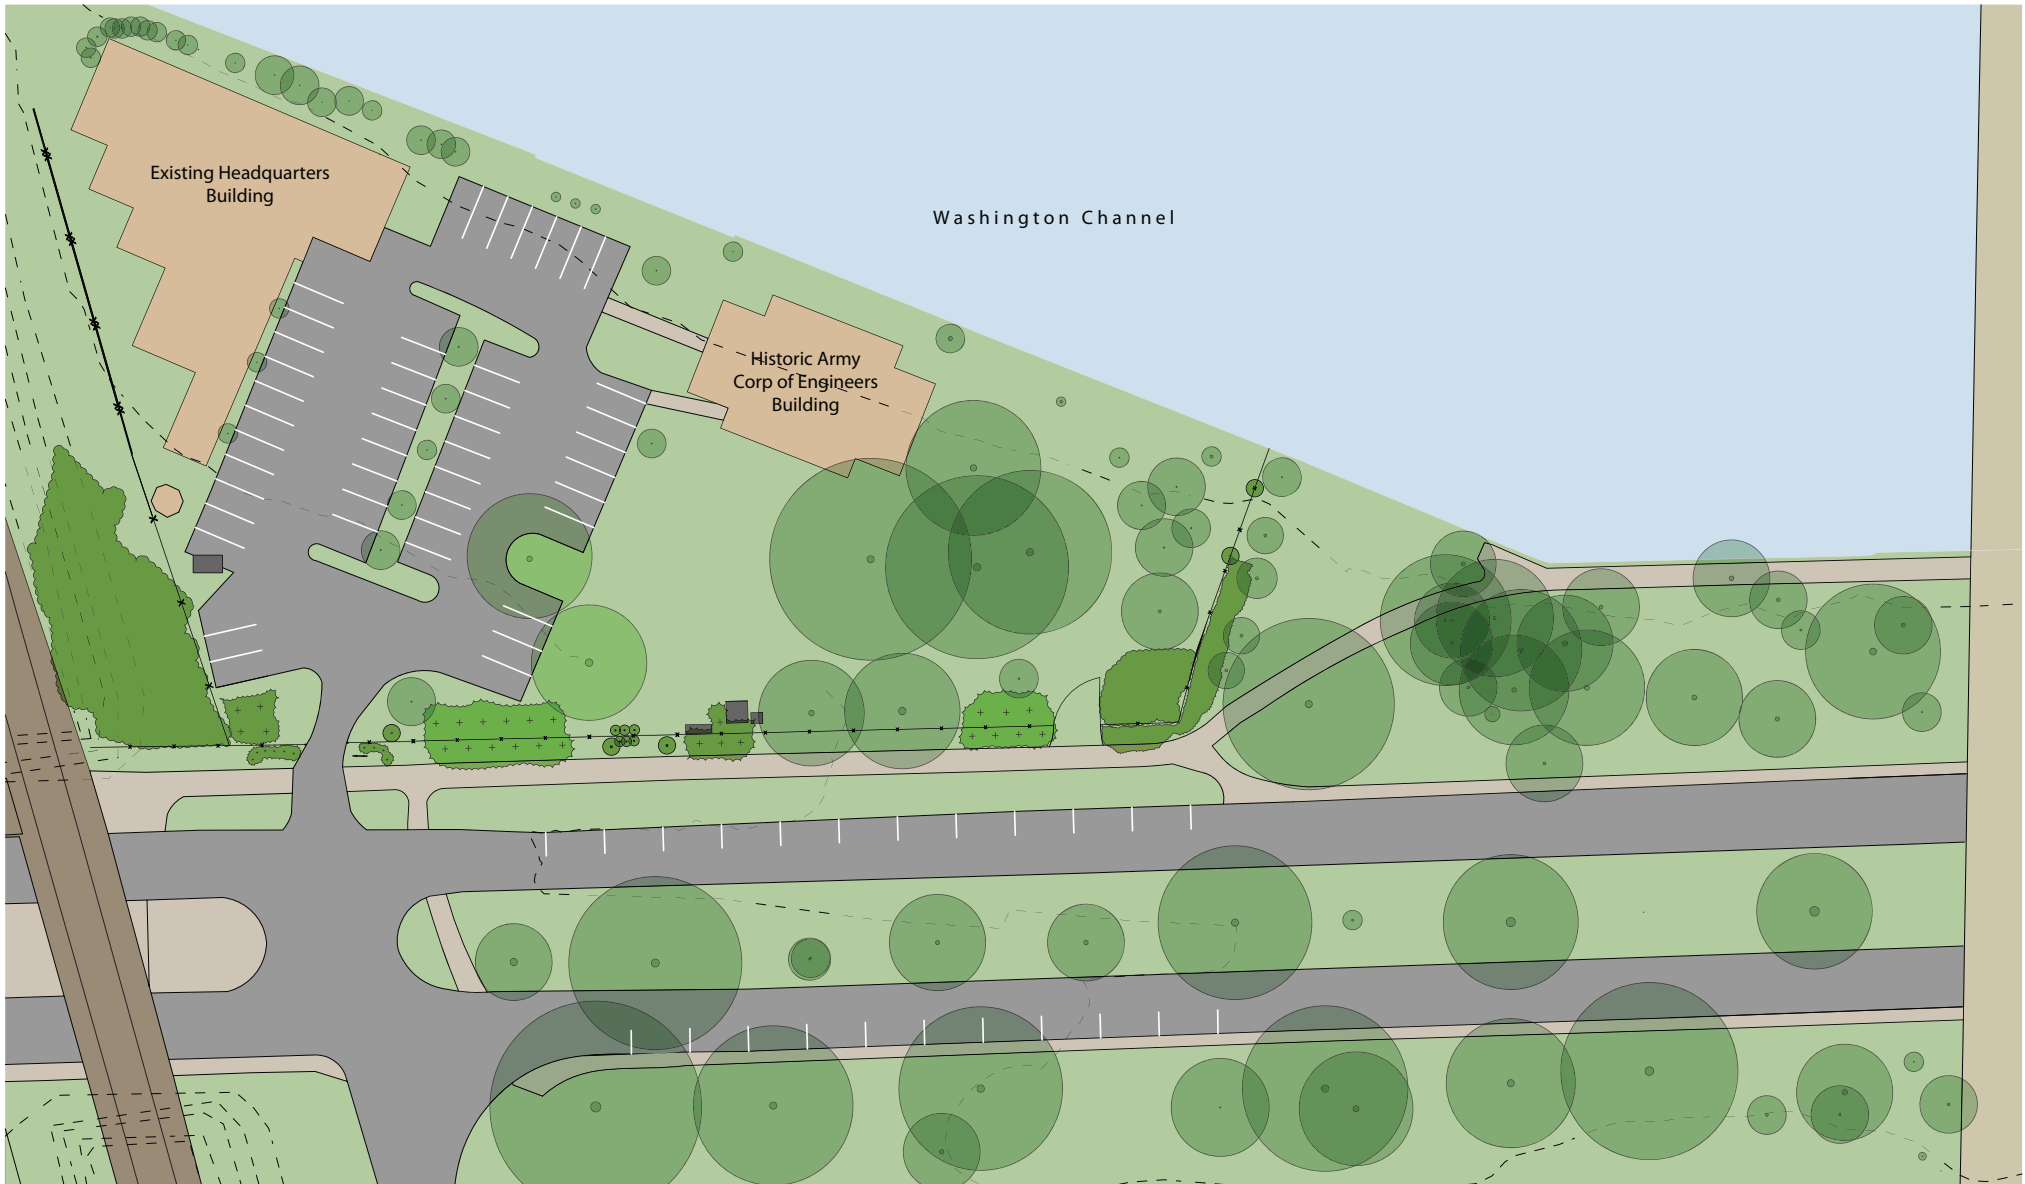 Existing Headquarters
Building
Washington Channel
Historic Army
Corp of Engineers
Building